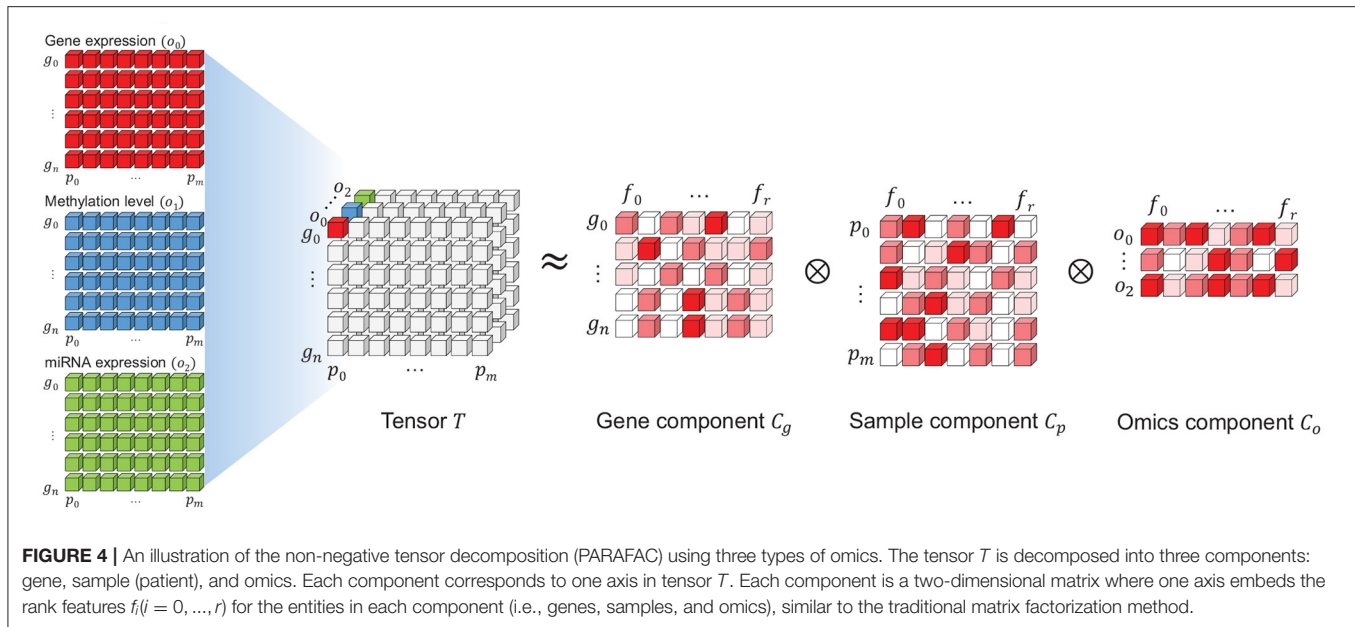 Gene expression (o₀)
g₀
⋮
gₙ
p₀ ... pₘ
Methylation level (o₁)
g₀
⋮
gₙ
miRNA expression (o₂)
g₀
⋮
gₙ
p₀ ... pₘ
o₂
⋰
o₀
g₀
⋮
gₙ
p₀ ... pₘ
Tensor T
≈
f₀ ... fᵣ
g₀
⋮
gₙ
Gene component C_g
⊗
f₀ ... fᵣ
p₀
⋮
pₘ
Sample component Cₚ
⊗
f₀ ... fᵣ
o₀
⋮
o₂
Omics component Cₒ
FIGURE 4 | An illustration of the non-negative tensor decomposition (PARAFAC) using three types of omics. The tensor T is decomposed into three components:
gene, sample (patient), and omics. Each component corresponds to one axis in tensor T. Each component is a two-dimensional matrix where one axis embeds the
rank features fᵢ(i = 0, ..., r) for the entities in each component (i.e., genes, samples, and omics), similar to the traditional matrix factorization method.